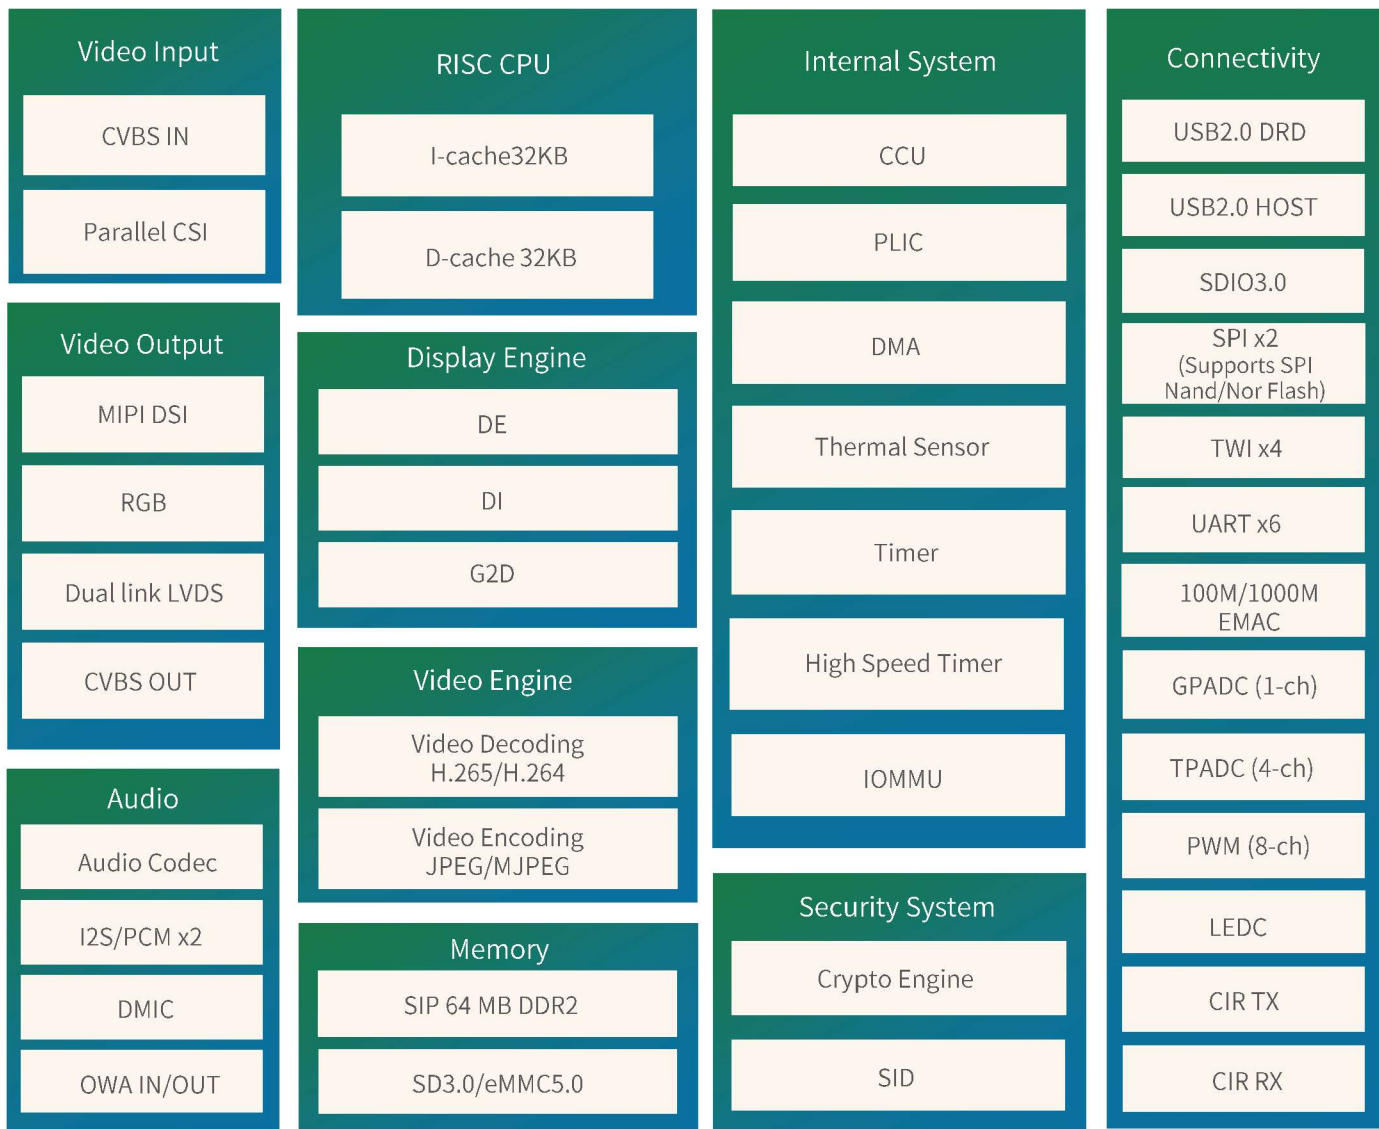 Video Input
CVBS IN
Parallel CSI
Video Output
MIPI DSI
RGB
Dual link LVDS
CVBS OUT
Audio
Audio Codec
I2S/PCM x2
DMIC
OWA IN/OUT
RISC CPU
I-cache32KB
D-cache 32KB
Display Engine
DE
DI
G2D
Video Engine
Video Decoding
H.265/H.264
Video Encoding
JPEG/MJPEG
Memory
SIP 64 MB DDR2
SD3.0/eMMC5.0
Internal System
CCU
PLIC
DMA
Thermal Sensor
Timer
High Speed Timer
IOMMU
Security System
Crypto Engine
SID
Connectivity
USB2.0 DRD
USB2.0 HOST
SDIO3.0
SPI x2
(Supports SPI
Nand/Nor Flash)
TWI x4
UART x6
100M/1000M
EMAC
GPADC (1-ch)
TPADC (4-ch)
PWM (8-ch)
LEDC
CIR TX
CIR RX